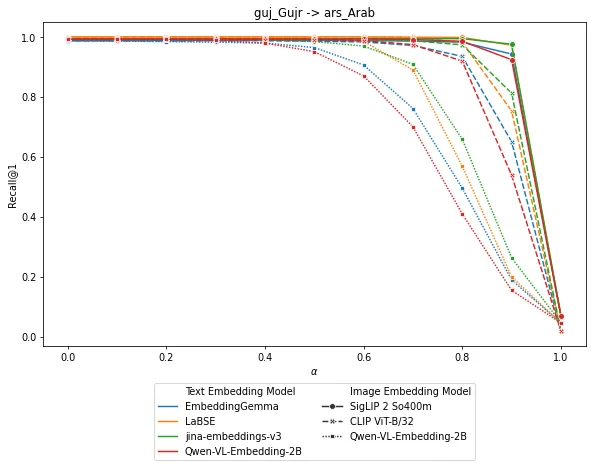 guj_Gujr -> ars_Arab
Recall@1
1.0
0.8
0.6
0.4
0.2
0.0
0.0 0.2 0.4 0.6 0.8 1.0
α
Text Embedding Model
EmbeddingGemma
LaBSE
jina-embeddings-v3
Qwen-VL-Embedding-2B
Image Embedding Model
SigLIP 2 So400m
CLIP ViT-B/32
Qwen-VL-Embedding-2B